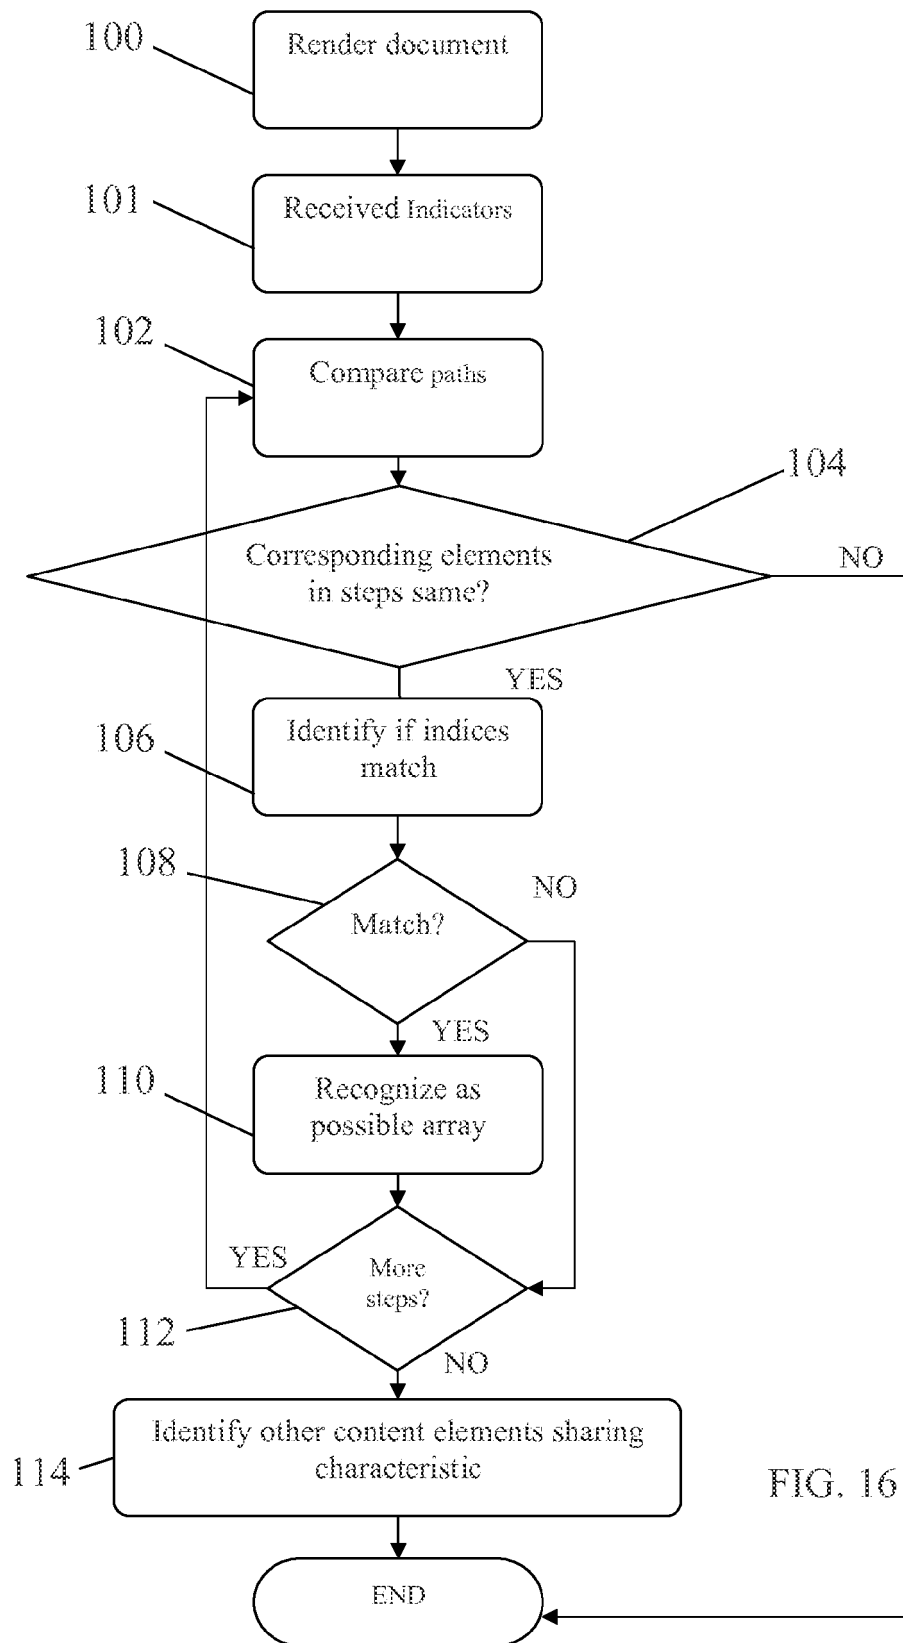 100
Render document
101
Received Indicators
102
Compare paths
104
Corresponding elements
in steps same?
NO
YES
106
Identify if indices
match
108
Match?
NO
YES
110
Recognize as
possible array
YES
More
steps?
112
NO
114
Identify other content elements sharing
characteristic
FIG. 16
END